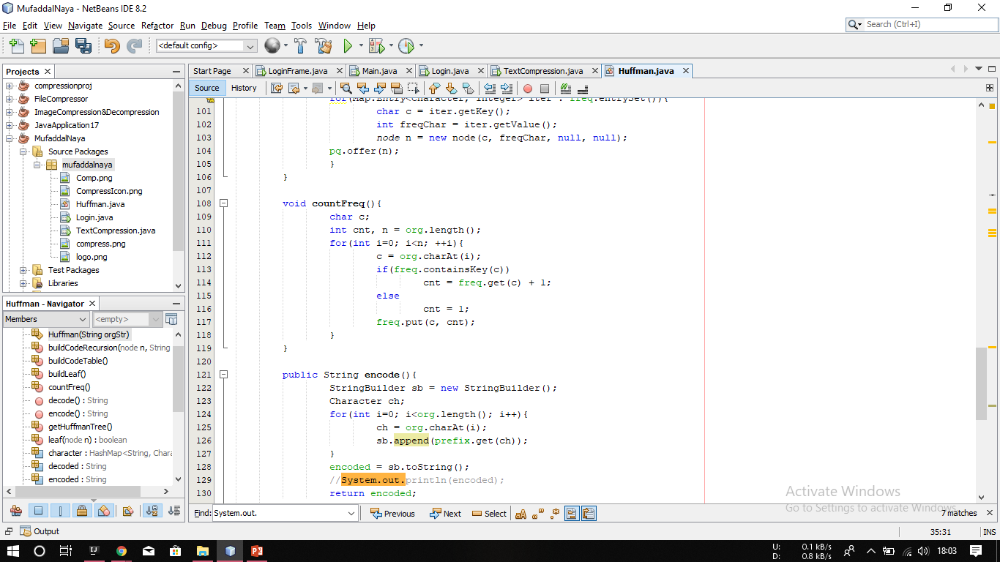 MufaddalNaya - NetBeans IDE 8.2
File Edit View Navigate Source Refactor Run Debug Profile Team Tools Window Help
Search (Ctrl+I)
<default config>
Projects
compressionproj
FileCompressor
ImageCompression&Decompression
JavaApplication17
MufaddalNaya
Source Packages
mufaddalnaya
Comp.png
CompressIcon.png
Huffman.java
Login.java
TextCompression.java
compress.png
logo.png
Test Packages
Libraries
Huffman - Navigator
Members
<empty>
Huffman(String orgStr)
buildCodeRecursion(node n, String
buildCodeTable()
buildLeaf()
countFreq()
decode() : String
encode() : String
getHuffmanTree()
leaf(node n) : boolean
character : HashMap<String, Chara
decoded : String
encoded : String
Start Page LoginFrame.java Main.java Login.java TextCompression.java Huffman.java
Source History
for(Map.Entry<Character, Integer> iter : freq.entrySet()){
101 char c = iter.getKey();
102 int freqChar = iter.getValue();
103 node n = new node(c, freqChar, null, null);
104 pq.offer(n);
105 }
106 }
107
108 void countFreq(){
109 char c;
110 int cnt, n = org.length();
111 for(int i=0; i<n; ++i){
112 c = org.charAt(i);
113 if(freq.containsKey(c))
114 cnt = freq.get(c) + 1;
115 else
116 cnt = 1;
117 freq.put(c, cnt);
118 }
119 }
120
121 public String encode(){
122 StringBuilder sb = new StringBuilder();
123 Character ch;
124 for(int i=0; i<org.length(); i++){
125 ch = org.charAt(i);
126 sb.append(prefix.get(ch));
127 }
128 encoded = sb.toString();
129 //System.out.println(encoded);
130 return encoded;
Activate Windows
Go to Settings to activate Windows.
Find: System.out. Previous Next Select aA 7 matches
Output
35:31 INS
IJ
U: 0.1 kB/s
D: 0.8 kB/s
18:03